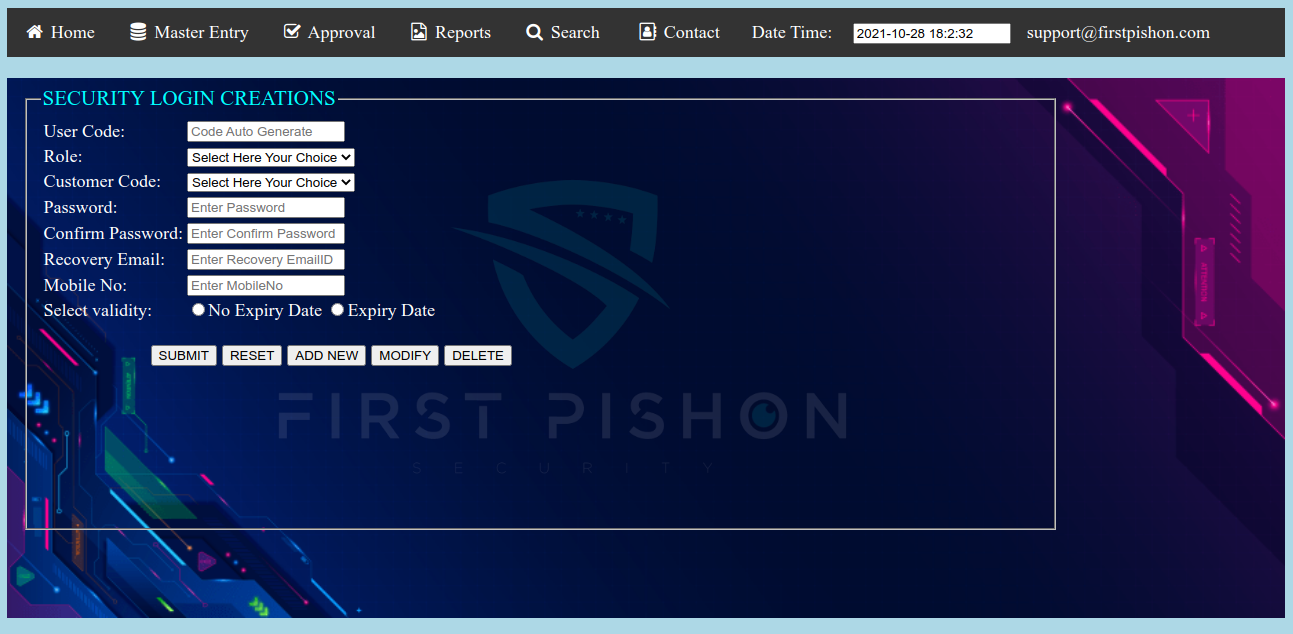 Home Master Entry Approval Reports Search Contact Date Time: 2021-10-28 18:2:32 support@firstpishon.com
SECURITY LOGIN CREATIONS
User Code: Code Auto Generate
Role: Select Here Your Choice
Customer Code: Select Here Your Choice
Password: Enter Password
Confirm Password: Enter Confirm Password
Recovery Email: Enter Recovery EmailID
Mobile No: Enter MobileNo
Select validity: No Expiry Date Expiry Date
SUBMIT RESET ADD NEW MODIFY DELETE
FIRST PISHON
SECURITY
ATTENTION